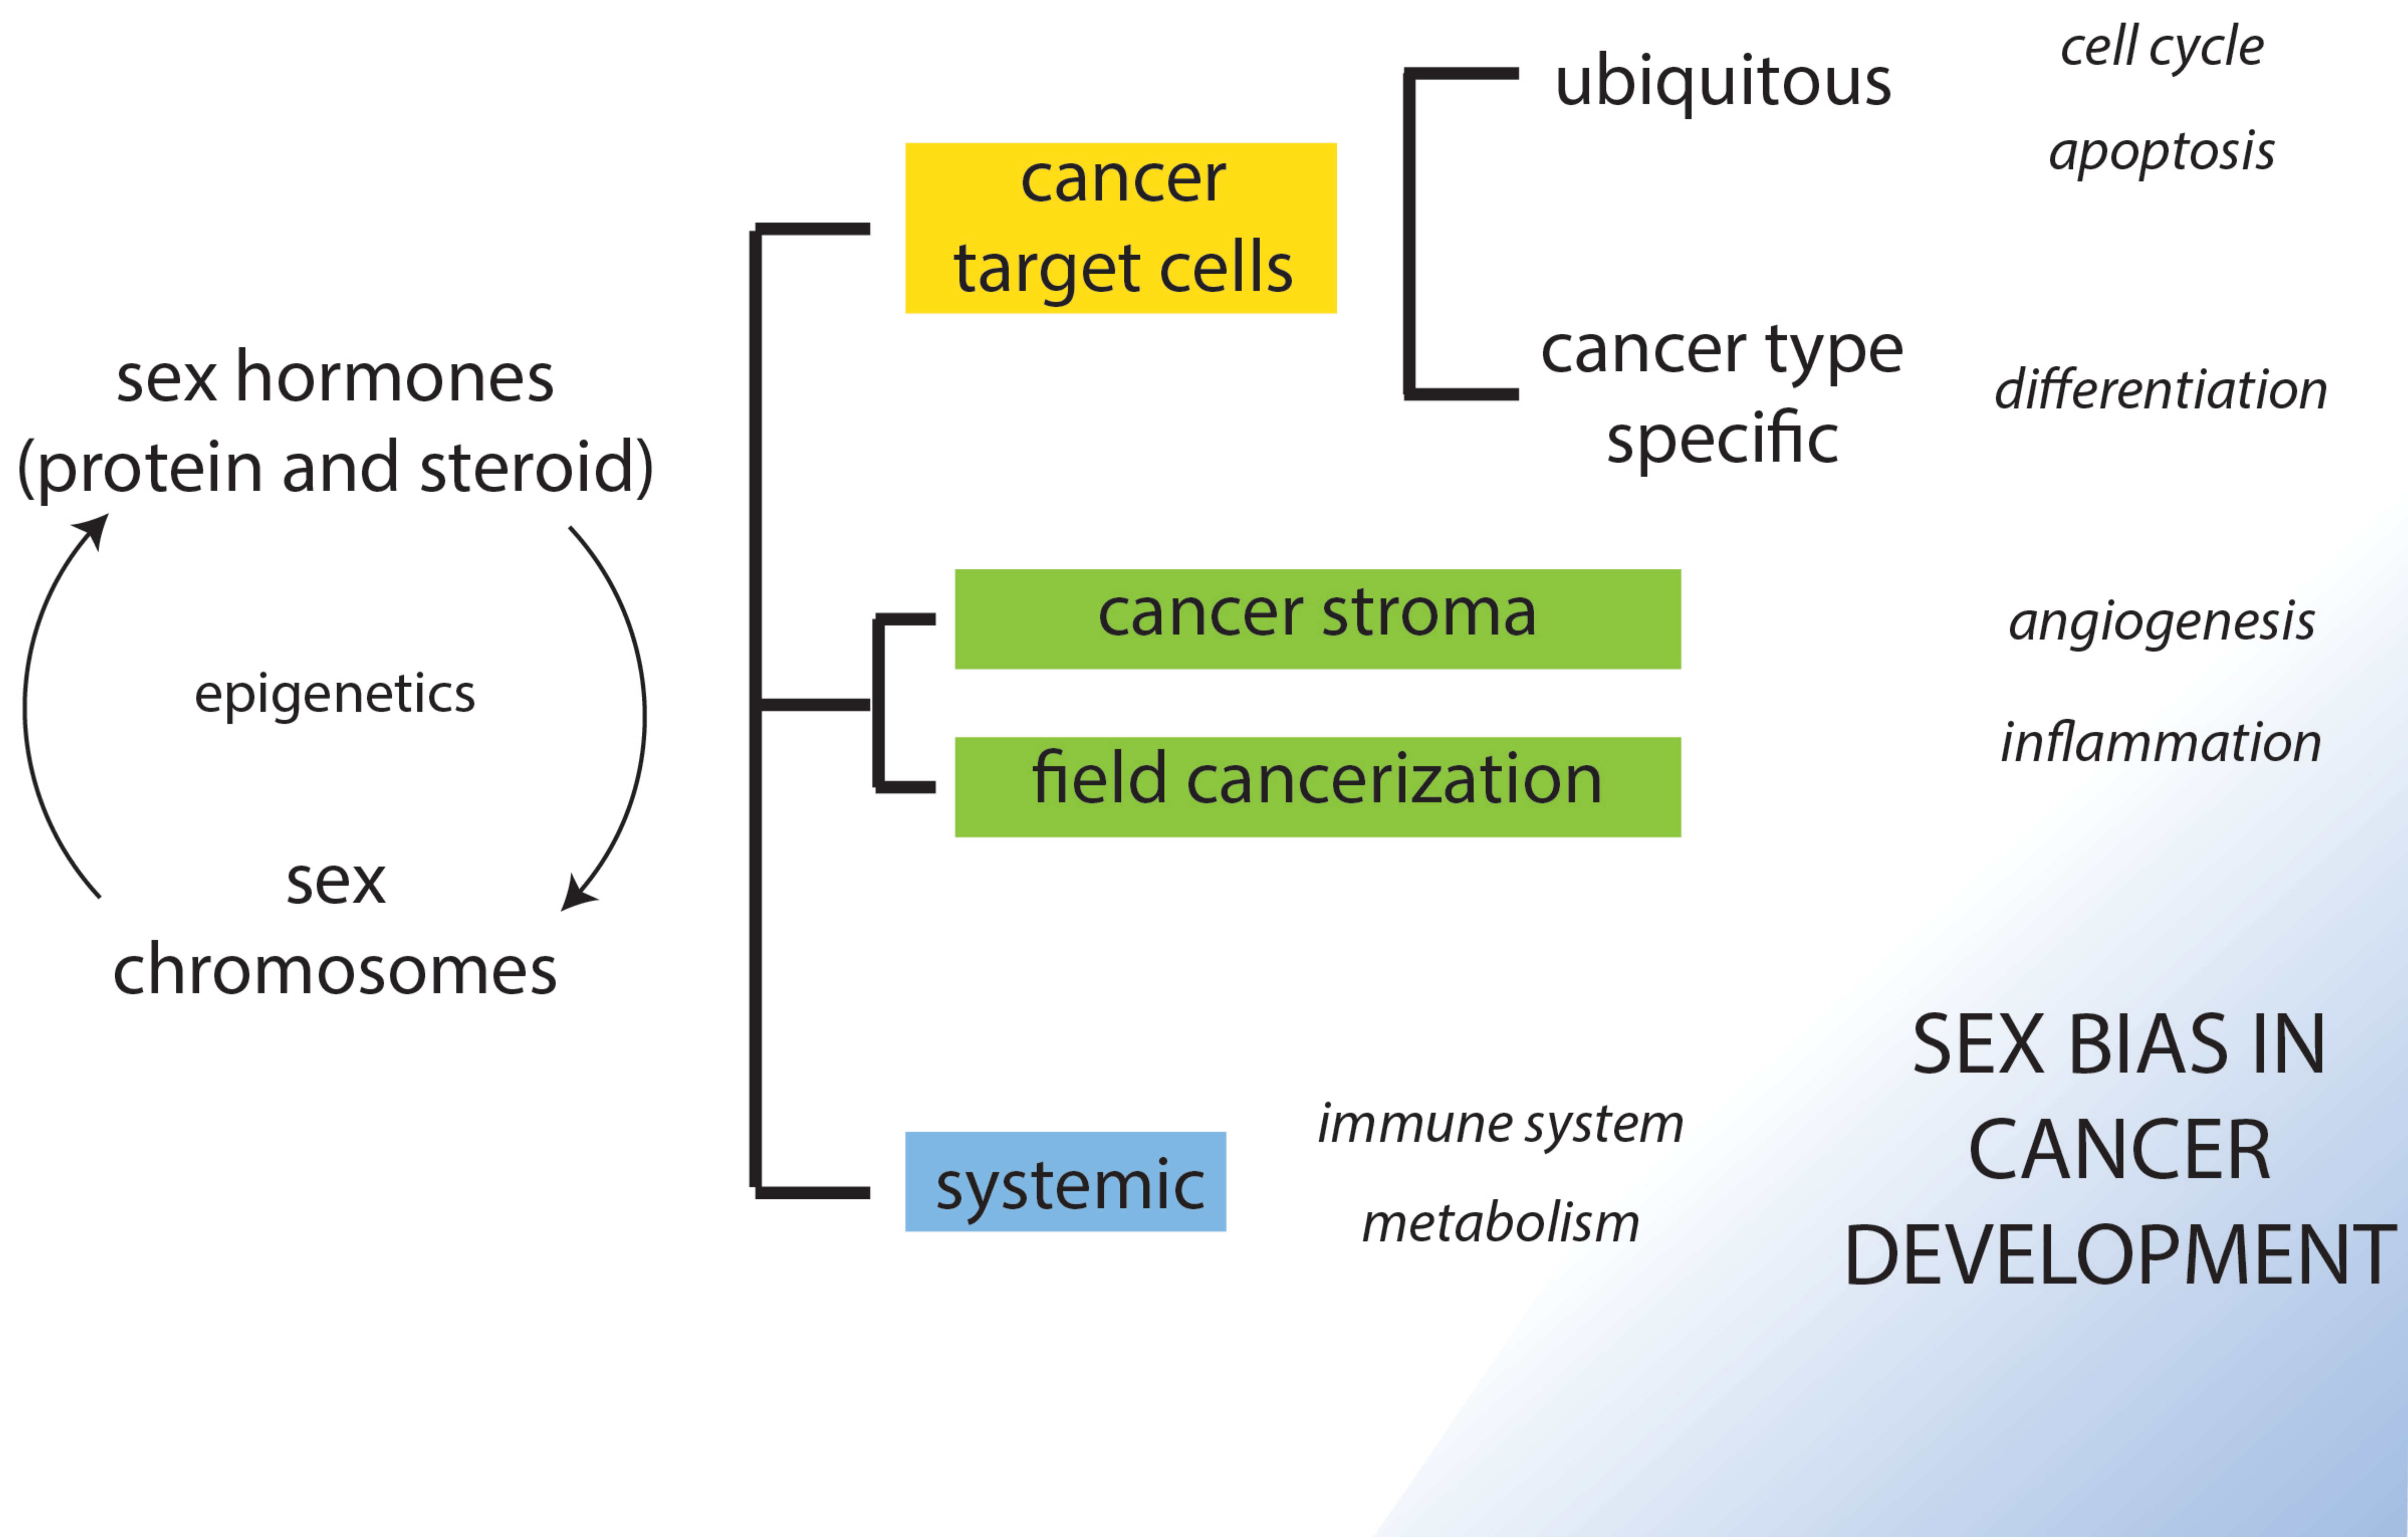 sex hormones
(protein and steroid)
epigenetics
sex
chromosomes
cancer
target cells
ubiquitous
cell cycle
apoptosis
cancer type
specific
differentiation
cancer stroma
field cancerization
angiogenesis
inflammation
systemic
immune system
metabolism
SEX BIAS IN
CANCER
DEVELOPMENT